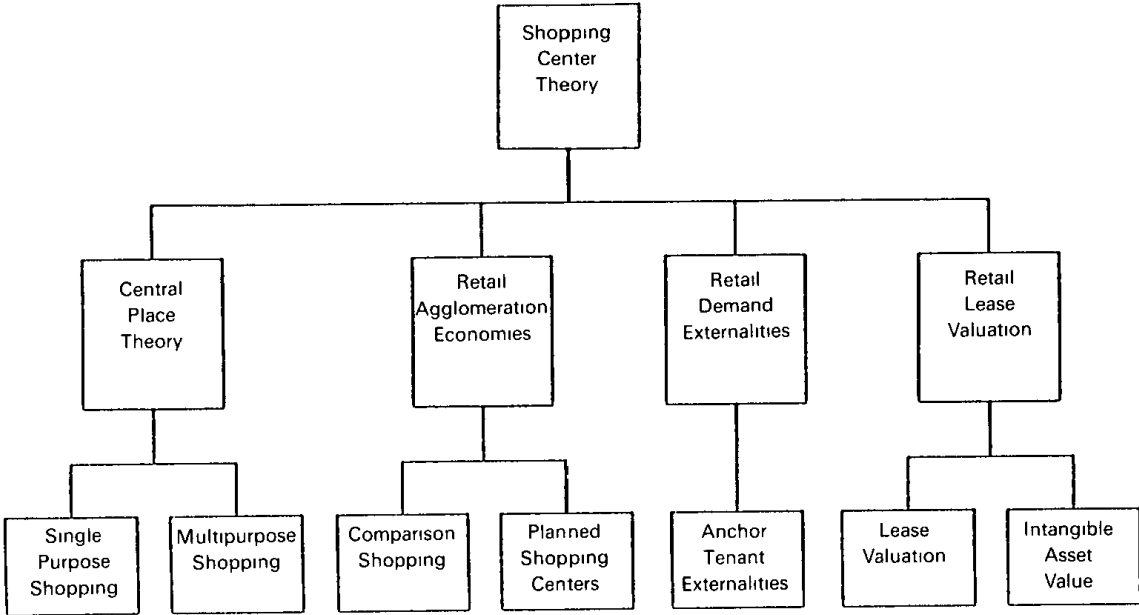 Shopping
Center
Theory
Central
Place
Theory
Retail
Agglomeration
Economies
Retail
Demand
Externalities
Retail
Lease
Valuation
Single
Purpose
Shopping
Multipurpose
Shopping
Comparison
Shopping
Planned
Shopping
Centers
Anchor
Tenant
Externalities
Lease
Valuation
Intangible
Asset
Value